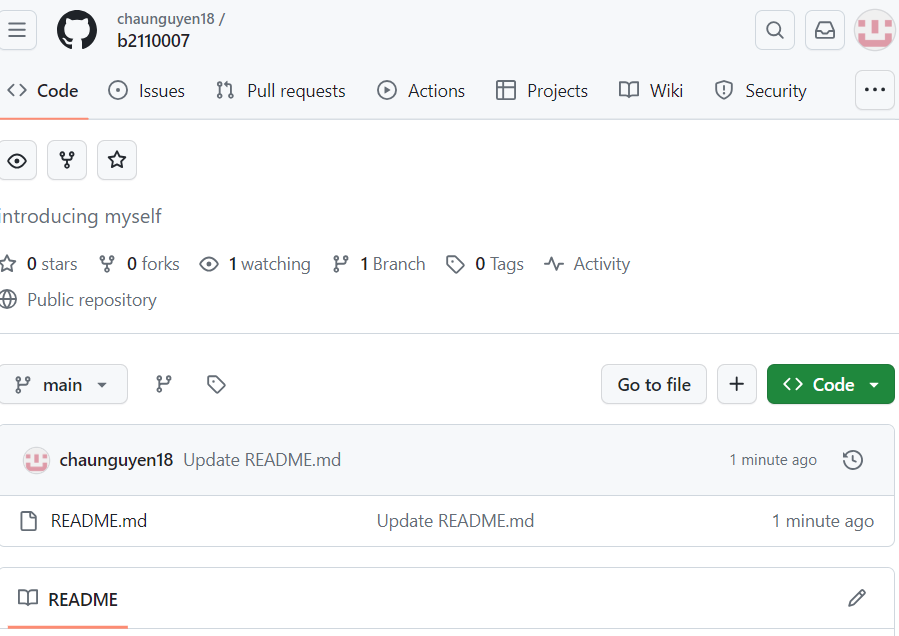 chaunguyen18 /
b2110007
Code Issues Pull requests Actions Projects Wiki Security
introducing myself
0 stars 0 forks 1 watching 1 Branch 0 Tags Activity
Public repository
main Go to file Code
chaunguyen18 Update README.md 1 minute ago
README.md Update README.md 1 minute ago
README